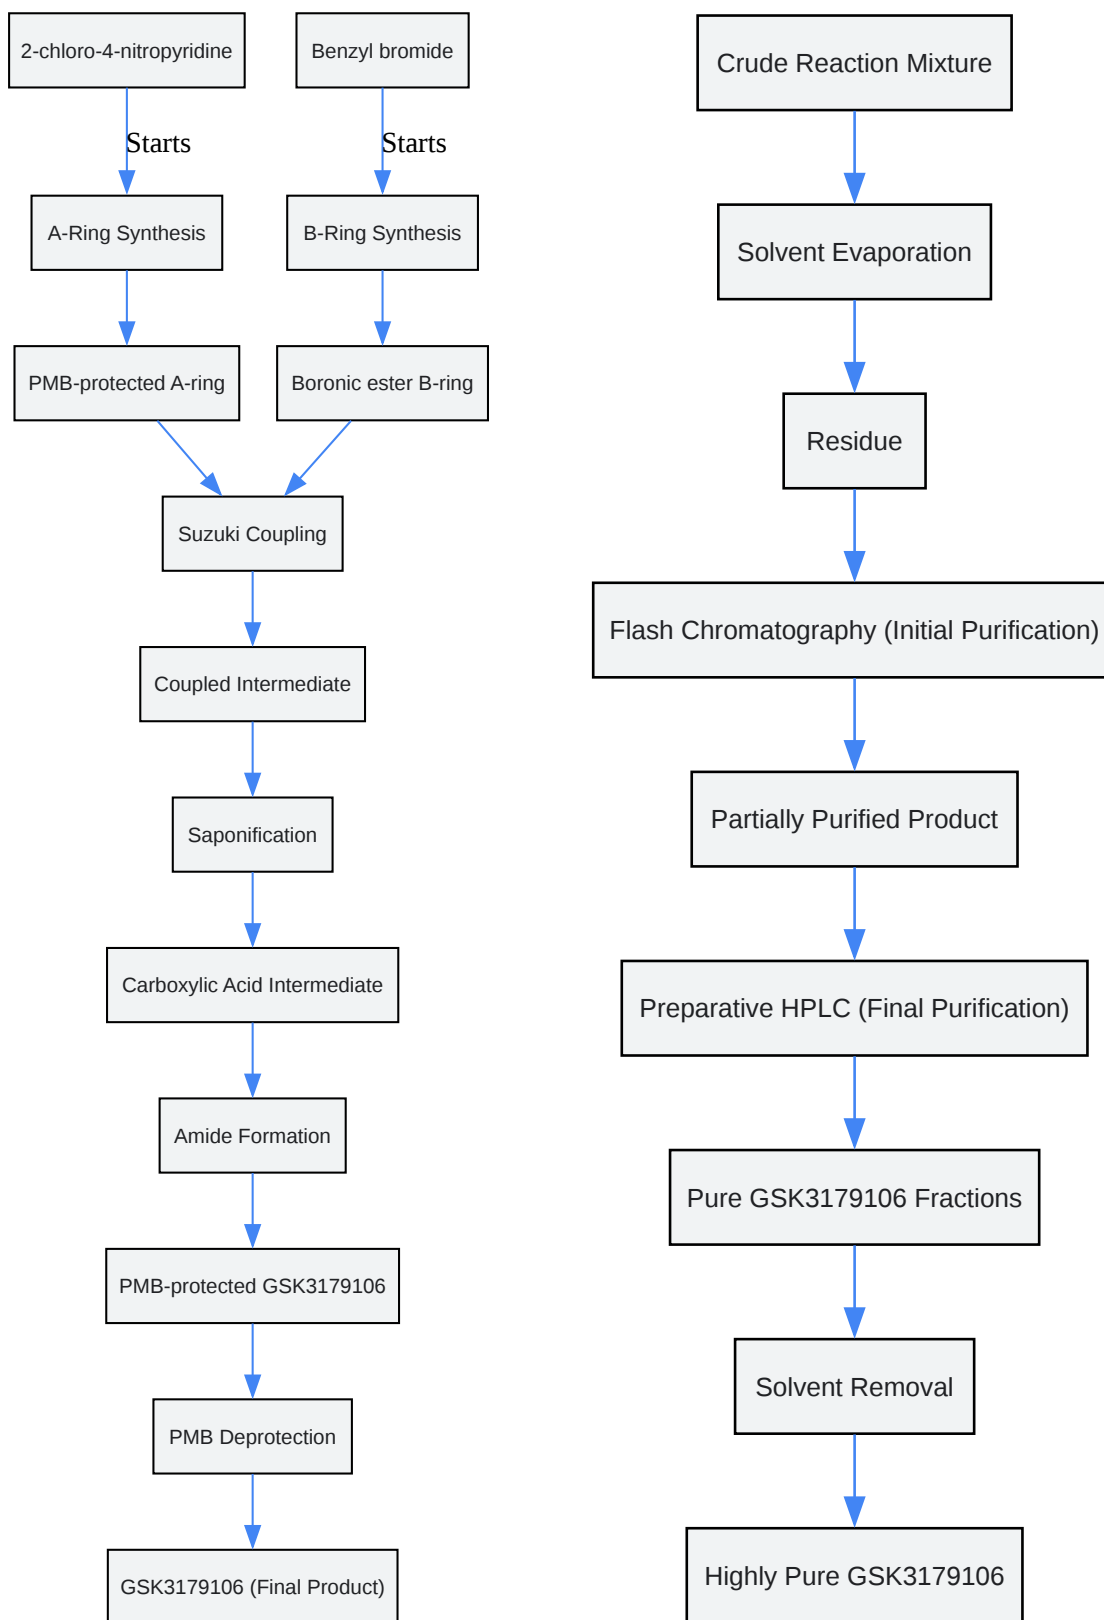 2-chloro-4-nitropyridine
Benzyl bromide
Starts
Starts
A-Ring Synthesis
B-Ring Synthesis
PMB-protected A-ring
Boronic ester B-ring
Suzuki Coupling
Coupled Intermediate
Saponification
Carboxylic Acid Intermediate
Amide Formation
PMB-protected GSK3179106
PMB Deprotection
GSK3179106 (Final Product)
Crude Reaction Mixture
Solvent Evaporation
Residue
Flash Chromatography (Initial Purification)
Partially Purified Product
Preparative HPLC (Final Purification)
Pure GSK3179106 Fractions
Solvent Removal
Highly Pure GSK3179106